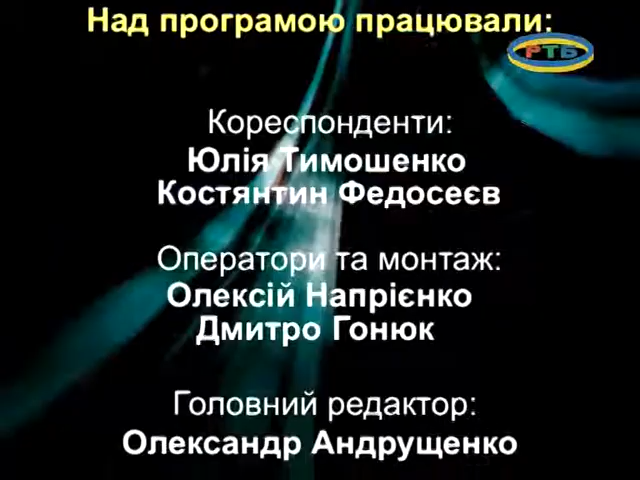 Над програмою працювали:
РТБ
Кореспонденти:
Юлія Тимошенко
Костянтин Федосеєв
Оператори та монтаж:
Олексій Напрієнко
Дмитро Гонюк
Головний редактор:
Олександр Андрущенко